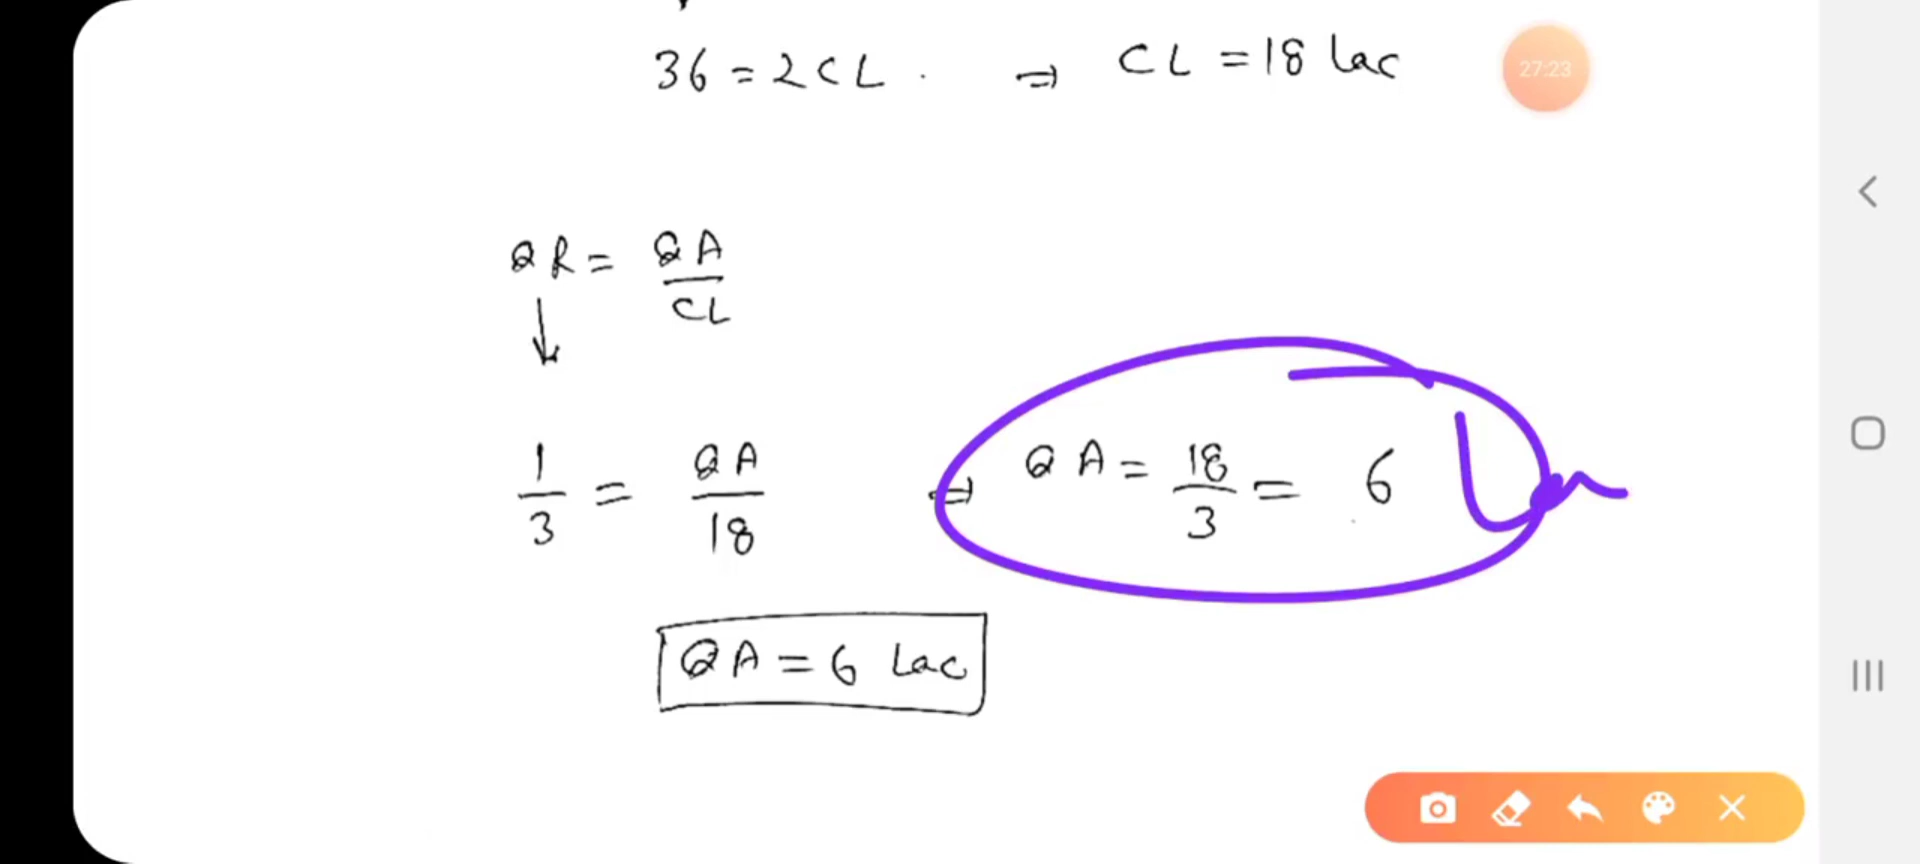 36 = 2CL . ⇒ CL = 18 lac
27:23
QR = QA
CL
↓
1/3 = QA/18 ⇒ QA = 18/3 = 6 Lac
QA = 6 Lac